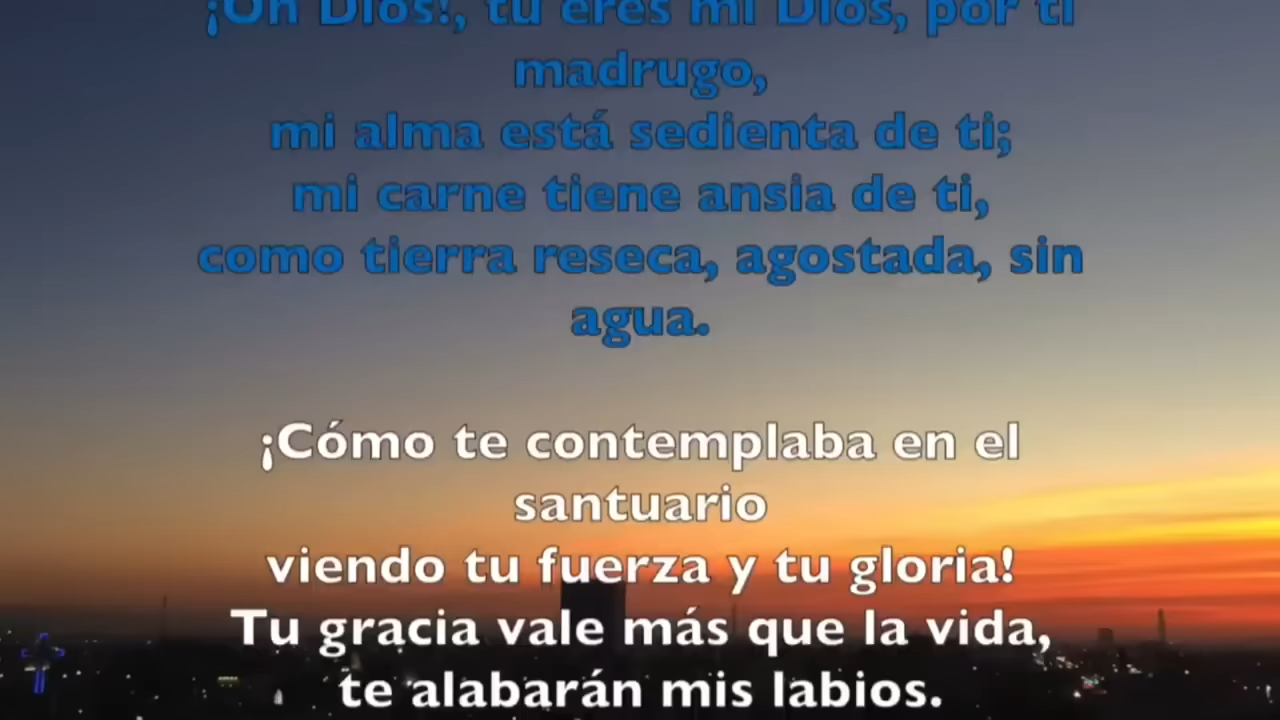 ¡Oh Dios!, tú eres mi Dios, por ti
madrugo,
mi alma está sedienta de ti;
mi carne tiene ansia de ti,
como tierra reseca, agostada, sin
agua.
¡Cómo te contemplaba en el
santuario
viendo tu fuerza y tu gloria!
Tu gracia vale más que la vida,
te alabarán mis labios.